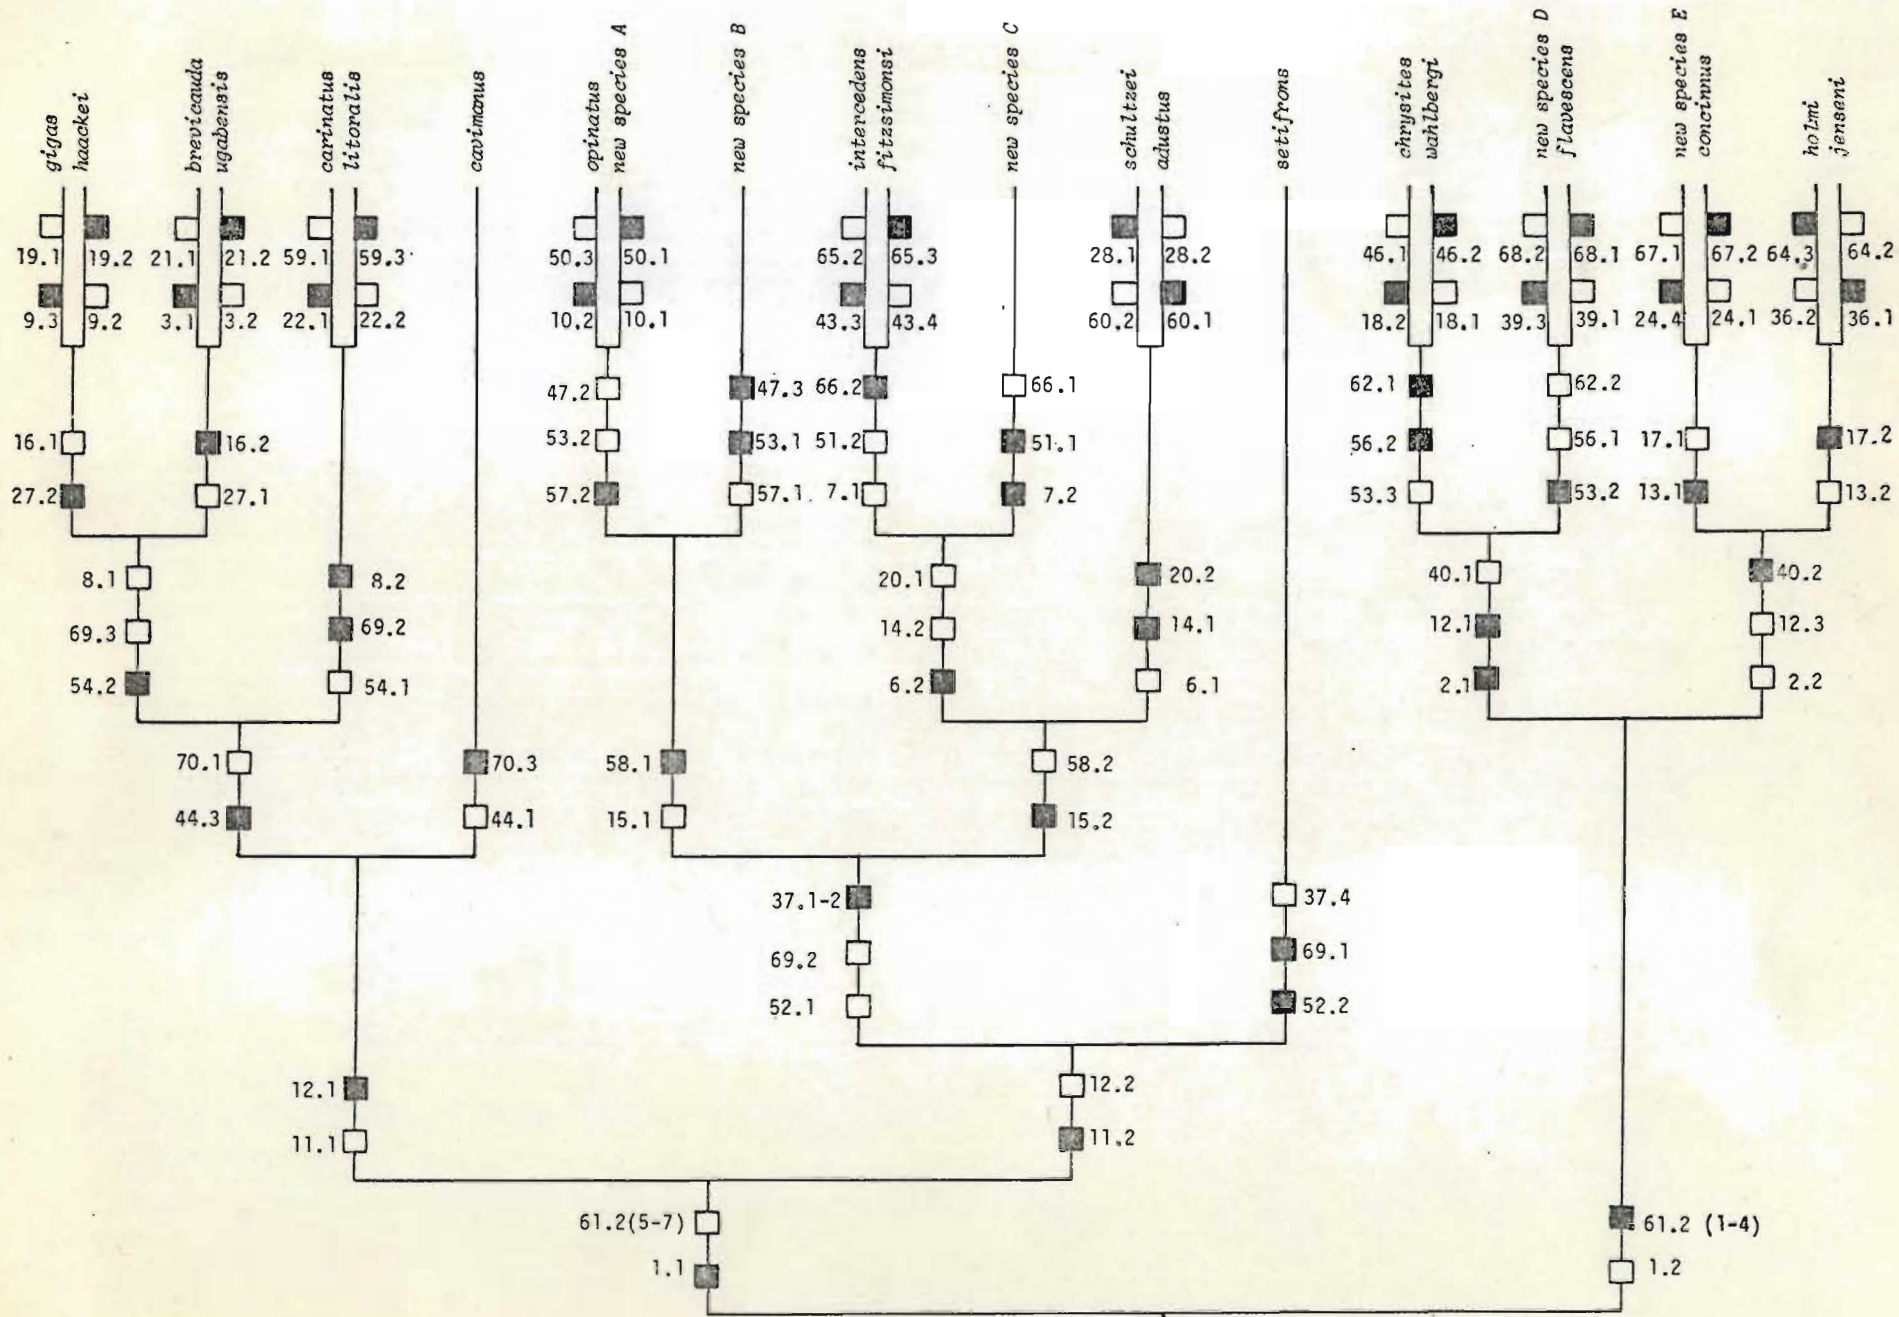 gigas
haackei
brevicauda
ugabensis
carinatus
litoralis
cavimanus
opinatus
new species A
new species B
intercedens
fitzsimonsi
new species C
schultzei
adustus
setifrons
chrysites
wahlbergi
new species D
flavescens
new species E
concinnus
holmi
jenseni
19.1 19.2 21.1 21.2 59.1 59.3 50.3 50.1 65.2 65.3 28.1 28.2 46.1 46.2 68.2 68.1 67.1 67.2 64.3 64.2
9.3 9.2 3.1 3.2 22.1 22.2 10.2 10.1 43.3 43.4 60.2 60.1 18.2 18.1 39.3 39.1 24.4 24.1 36.2 36.1
47.2 47.3 66.2 66.1 62.1 62.2
16.1 16.2 53.2 53.1 51.2 51.1 56.2 56.1 17.1 17.2
27.2 27.1 57.2 57.1 7.1 7.2 53.3 53.2 13.1 13.2
8.1 8.2 20.1 20.2 40.1 40.2
69.3 69.2 14.2 14.1 12.1 12.3
54.2 54.1 6.2 6.1 2.1 2.2
70.1 70.3 58.1 58.2
44.3 44.1 15.1 15.2
37.1-2 37.4
69.2 69.1
52.1 52.2
12.1 12.2
11.1 11.2
61.2(5-7) 61.2 (1-4)
1.1 1.2